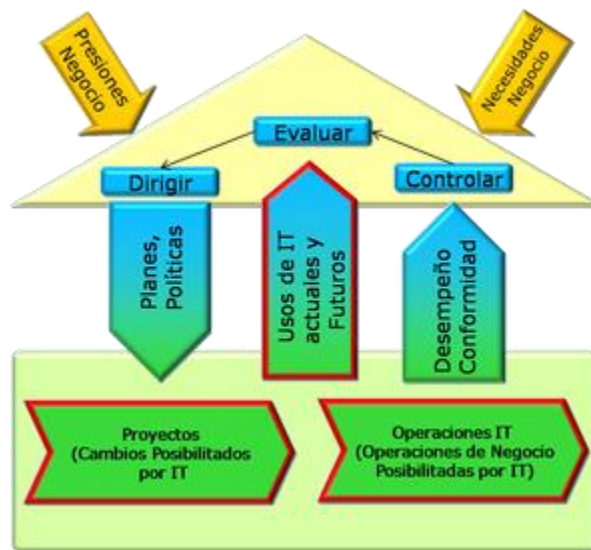 Presiones
Negocio
Necesidades
Negocio
Evaluar
Dirigir
Controlar
Planes,
Políticas
Usos de IT
actuales y
Futuros
Desempeño
Conformidad
Proyectos
(Cambios Posibilitados
por IT
Operaciones IT
(Operaciones de Negocio
Posibilitadas por IT)